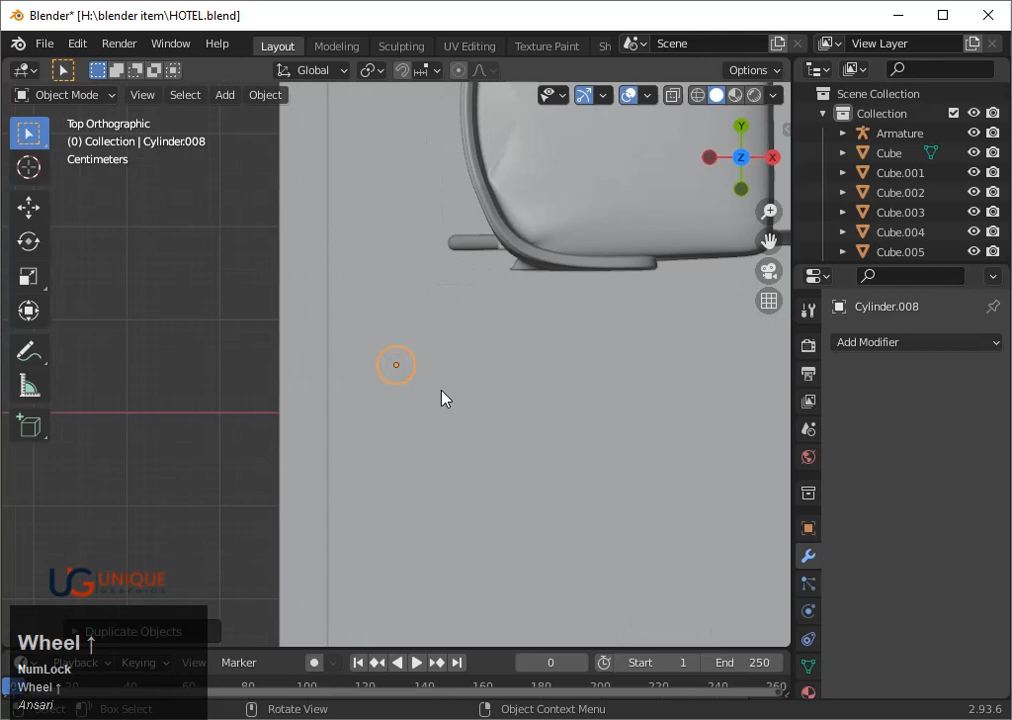 Blender* [H:\blender item\HOTEL.blend]
File Edit Render Window Help Layout Modeling Sculpting UV Editing Texture Paint Sh Scene View Layer
Global Options
Object Mode View Select Add Object
Top Orthographic
(0) Collection | Cylinder.008
Centimeters
Y
Z
X
Scene Collection
Collection
Armature
Cube
Cube.001
Cube.002
Cube.003
Cube.004
Cube.005
Cylinder.008
Add Modifier
UG UNIQUE
GRAPHICS
Duplicate Objects
Wheel ↑
NumLock
Wheel ↑
Ansari
Playback Keying View Marker 0 Start 1 End 250
80 100 120 140 160 180 200 220 240 260
Select Box Select Rotate View Object Context Menu 2.93.6